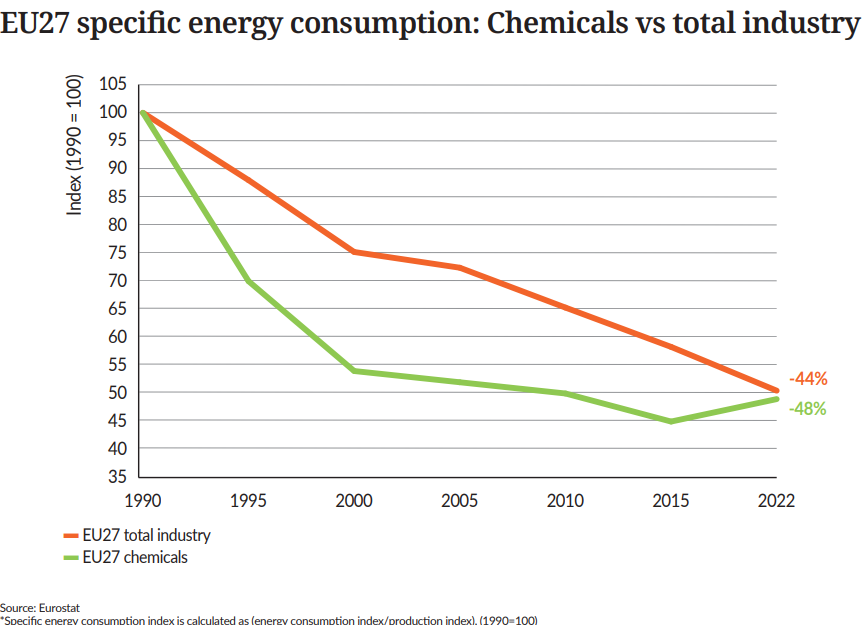 EU27 specific energy consumption: Chemicals vs total industry
Index (1990 = 100)
105
100
95
90
85
80
75
70
65
60
55
50
45
40
35
-44%
-48%
1990 1995 2000 2005 2010 2015 2022
EU27 total industry
EU27 chemicals
Source: Eurostat
*Specific energy consumption index is calculated as (energy consumption index/production index). (1990=100)